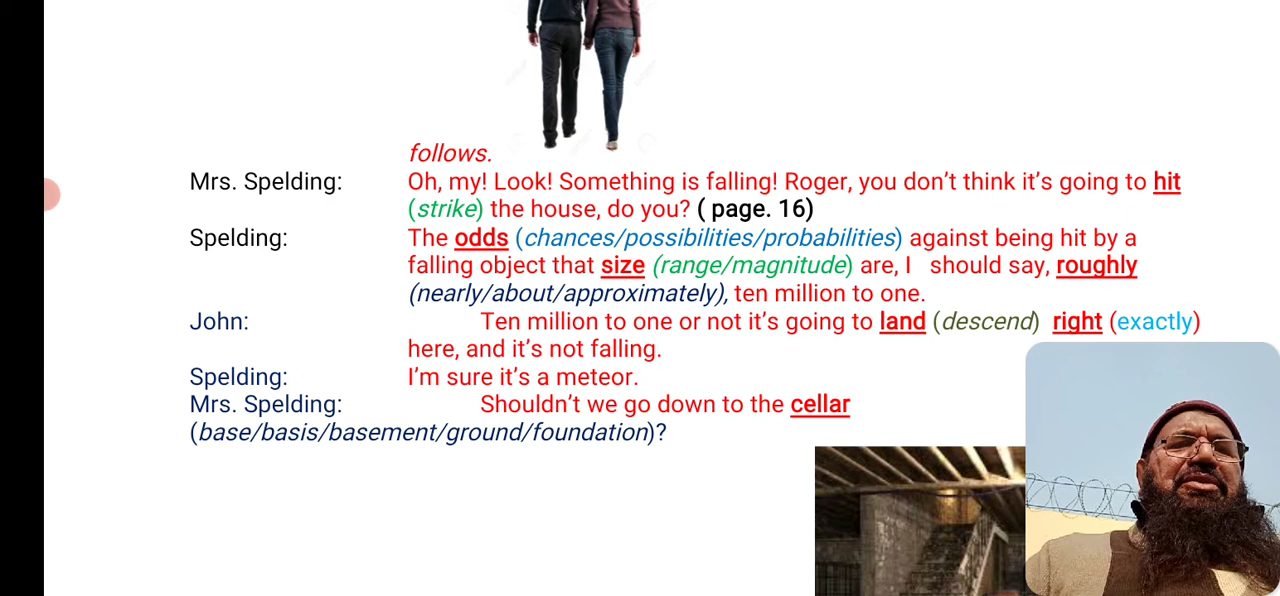 follows.
Mrs. Spelding: Oh, my! Look! Something is falling! Roger, you don't think it's going to hit
(strike) the house, do you? ( page. 16)
Spelding: The odds (chances/possibilities/probabilities) against being hit by a
falling object that size (range/magnitude) are, I should say, roughly
(nearly/about/approximately), ten million to one.
John: Ten million to one or not it's going to land (descend) right (exactly)
here, and it's not falling.
Spelding: I'm sure it's a meteor.
Mrs. Spelding: Shouldn't we go down to the cellar
(base/basis/basement/ground/foundation)?